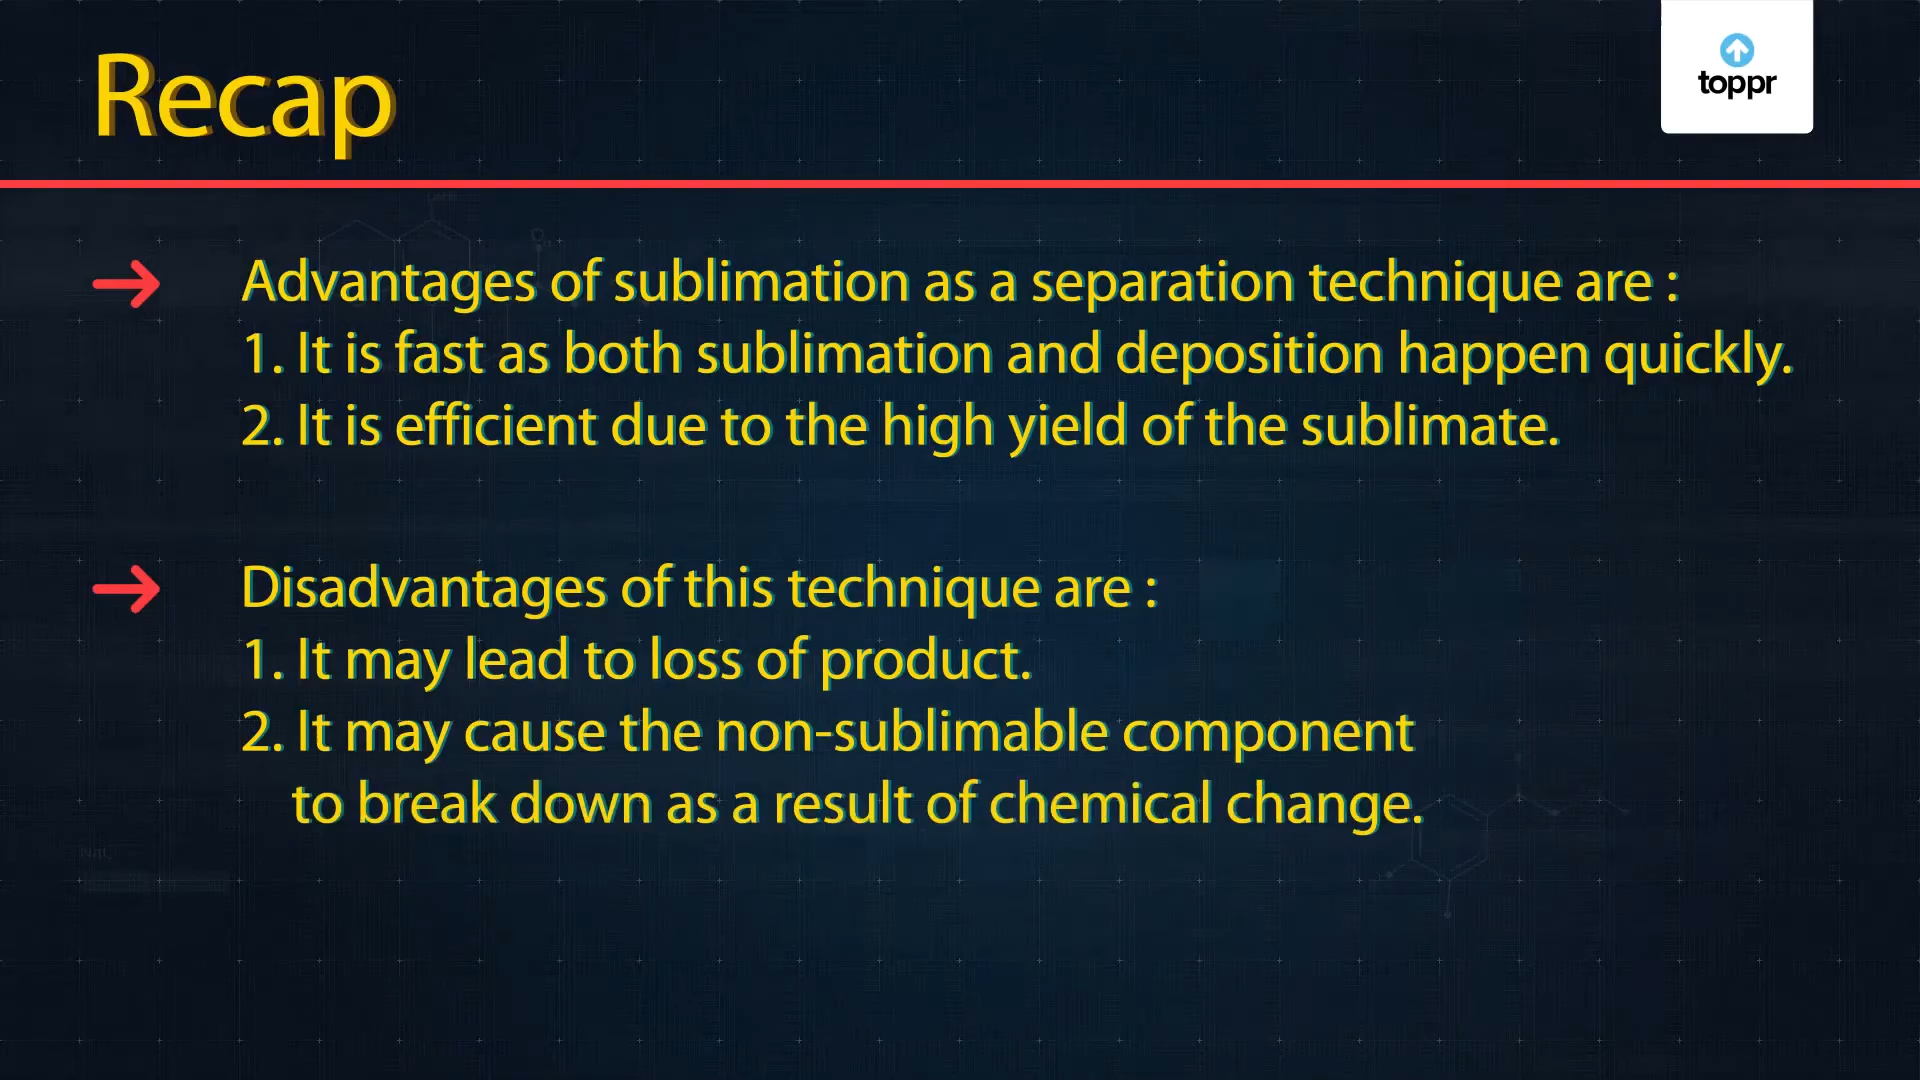 Recap
toppr
Advantages of sublimation as a separation technique are :
1. It is fast as both sublimation and deposition happen quickly.
2. It is efficient due to the high yield of the sublimate.
Disadvantages of this technique are :
1. It may lead to loss of product.
2. It may cause the non-sublimable component
to break down as a result of chemical change.